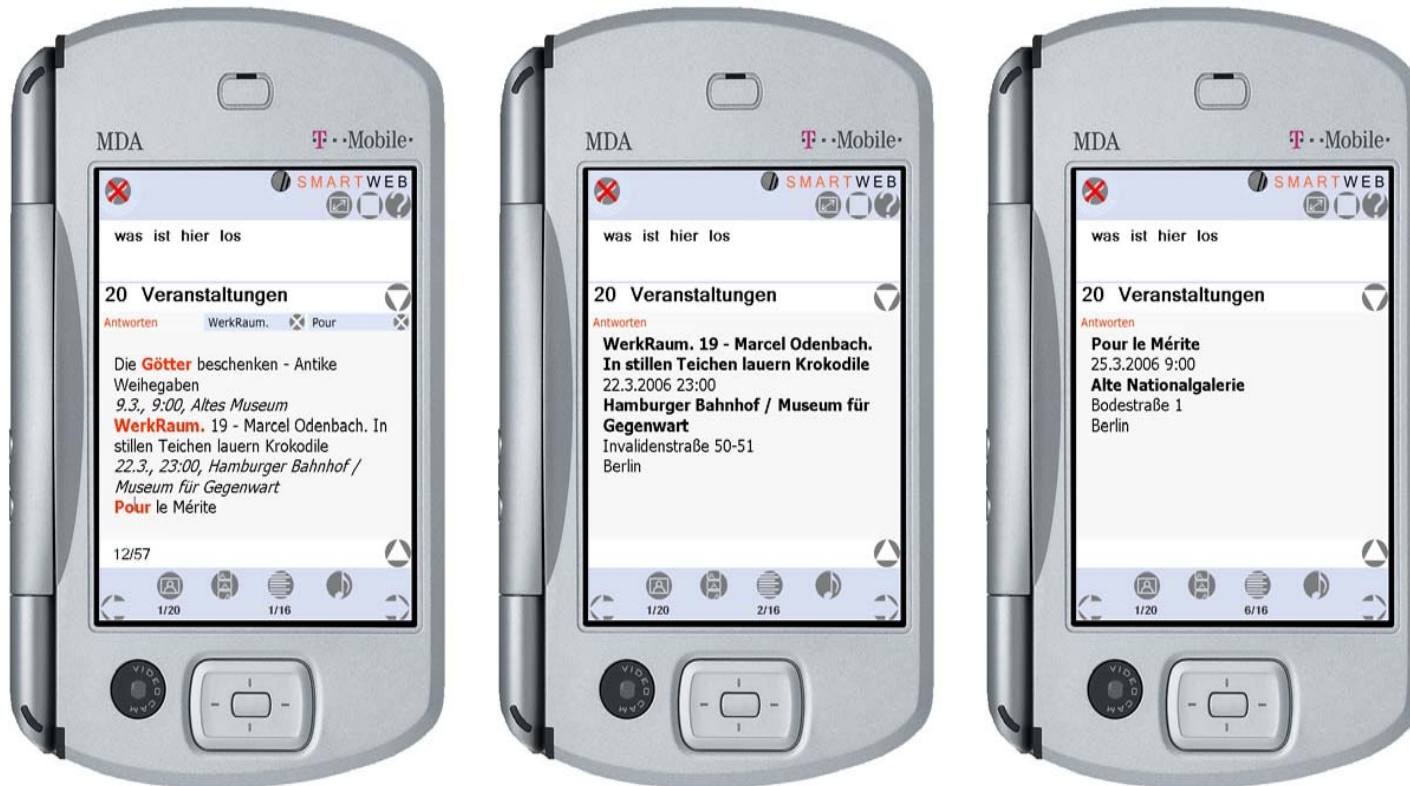 MDA T··Mobile·
SMARTWEB
was ist hier los
20 Veranstaltungen
Antworten WerkRaum. Pour
Die Götter beschenken - Antike
Weihegaben
9.3., 9:00, Altes Museum
WerkRaum. 19 - Marcel Odenbach. In
stillen Teichen lauern Krokodile
22.3., 23:00, Hamburger Bahnhof /
Museum für Gegenwart
Pour le Mérite
12/57
1/20 1/16
VIDEO CAM
MDA T··Mobile·
SMARTWEB
was ist hier los
20 Veranstaltungen
Antworten
WerkRaum. 19 - Marcel Odenbach.
In stillen Teichen lauern Krokodile
22.3.2006 23:00
Hamburger Bahnhof / Museum für
Gegenwart
Invalidenstraße 50-51
Berlin
1/20 2/16
VIDEO CAM
MDA T··Mobile·
SMARTWEB
was ist hier los
20 Veranstaltungen
Antworten
Pour le Mérite
25.3.2006 9:00
Alte Nationalgalerie
Bodestraße 1
Berlin
1/20 6/16
VIDEO CAM